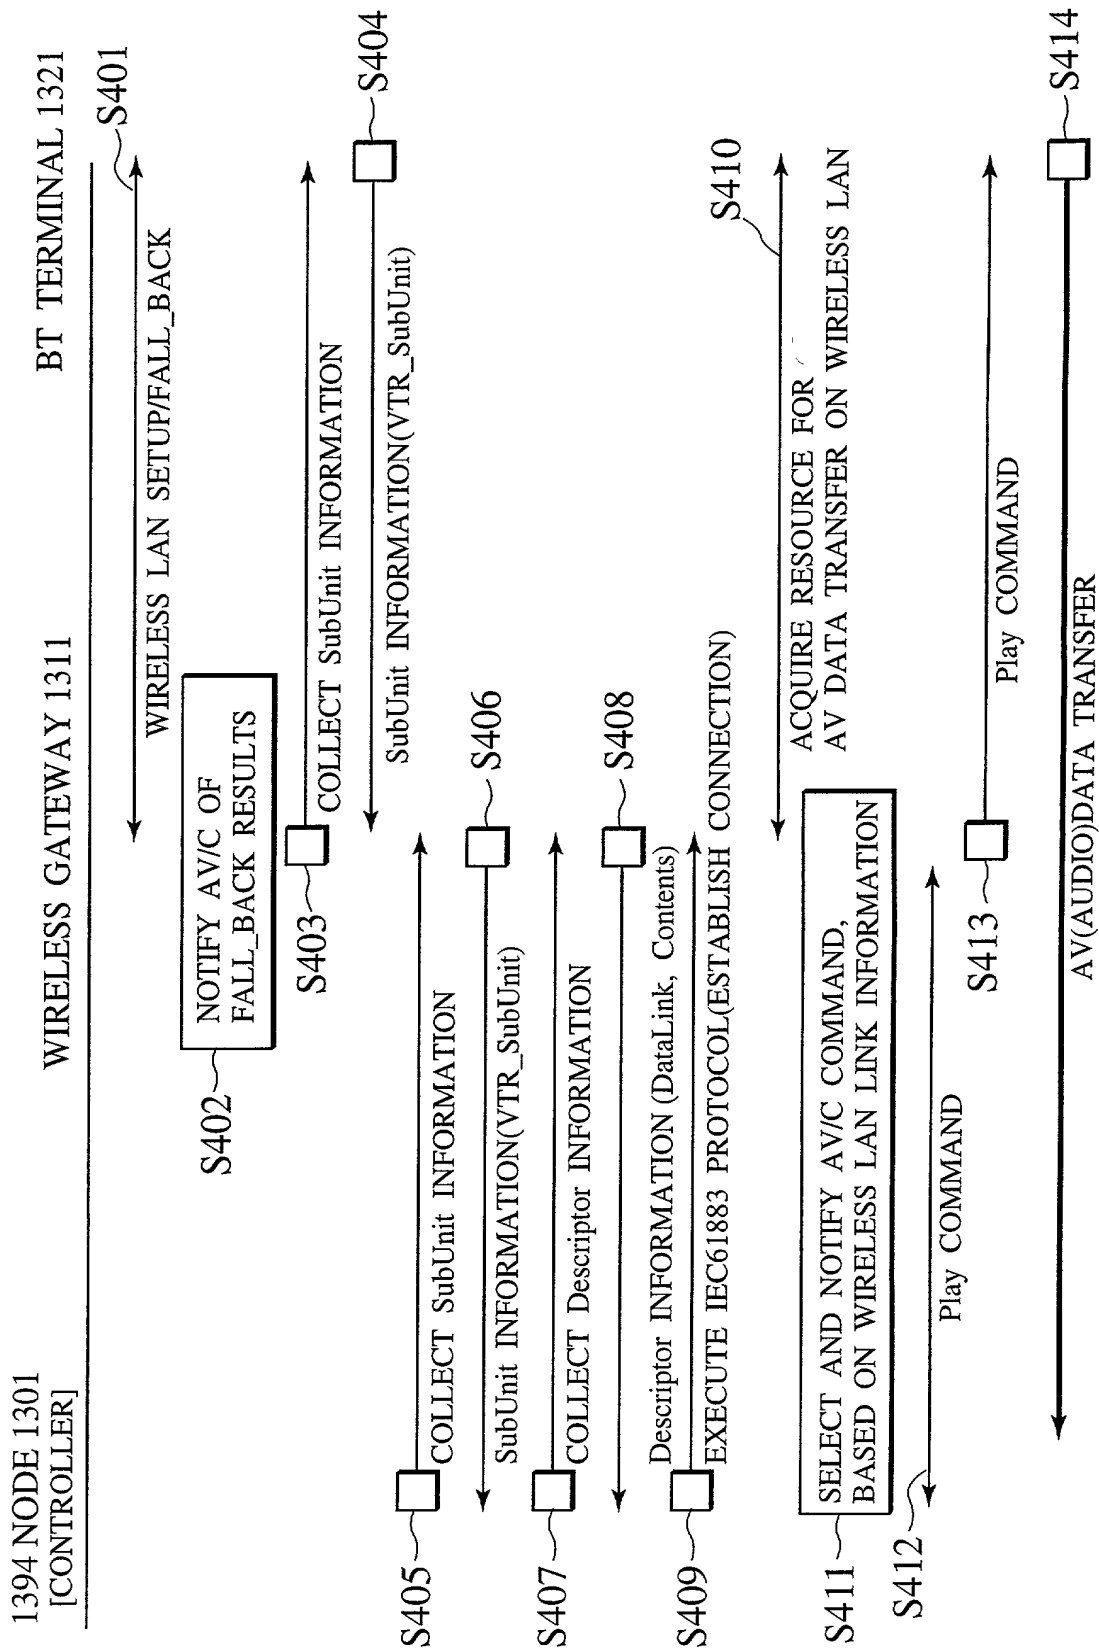 1394 NODE 1301
[CONTROLLER]
WIRELESS GATEWAY 1311
BT TERMINAL 1321
S401
WIRELESS LAN SETUP/FALL_BACK
S402
NOTIFY AV/C OF
FALL_BACK RESULTS
S403
COLLECT SubUnit INFORMATION
S404
SubUnit INFORMATION(VTR_SubUnit)
S405
COLLECT SubUnit INFORMATION
S406
SubUnit INFORMATION(VTR_SubUnit)
S407
COLLECT Descriptor INFORMATION
S408
Descriptor INFORMATION (DataLink, Contents)
S409
EXECUTE IEC61883 PROTOCOL(ESTABLISH CONNECTION)
S410
ACQUIRE RESOURCE FOR
AV DATA TRANSFER ON WIRELESS LAN
S411
SELECT AND NOTIFY AV/C COMMAND,
BASED ON WIRELESS LAN LINK INFORMATION
S412
Play COMMAND
S413
Play COMMAND
S414
AV(AUDIO)DATA TRANSFER